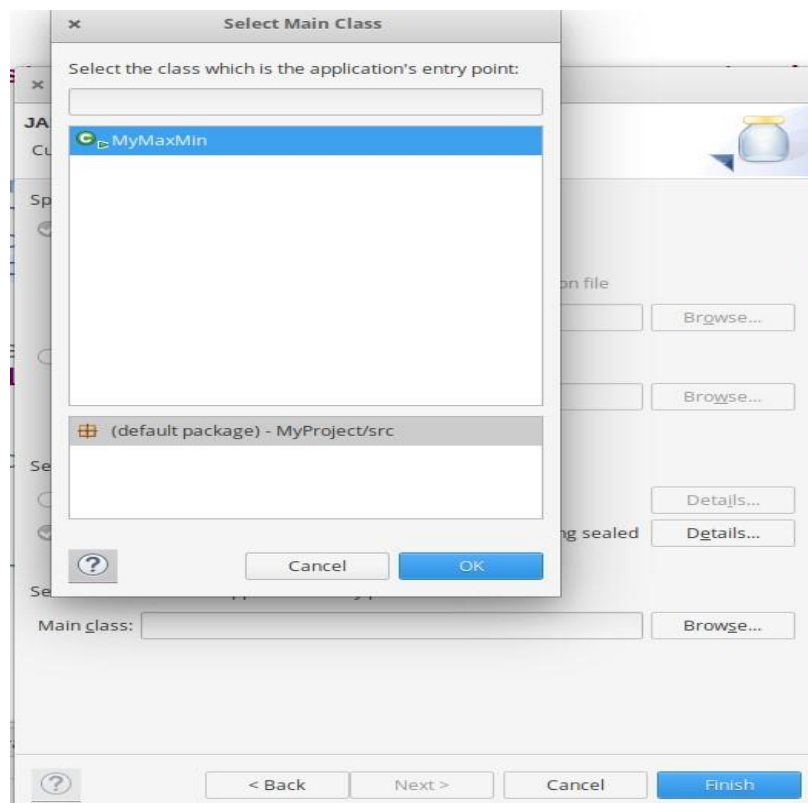 Select Main Class
Select the class which is the application's entry point:
JA
MyMaxMin
Sp
on file
Browse...
Browse...
(default package) - MyProject/src
Se
Details...
ng sealed
Details...
Cancel
OK
Se
Main class:
Browse...
< Back
Next >
Cancel
Finish